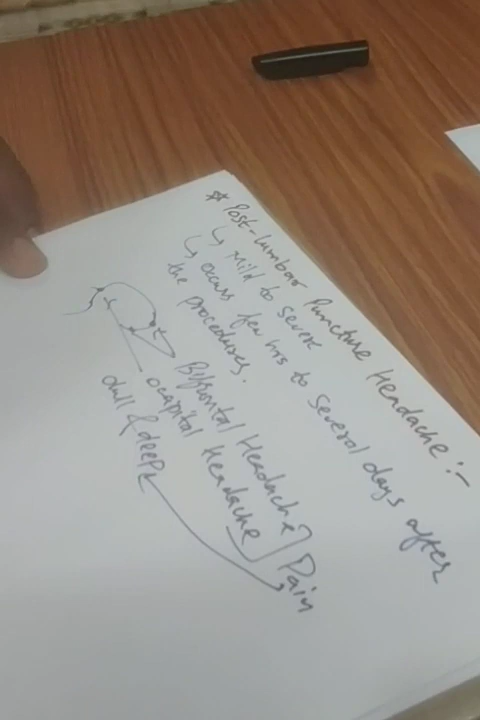 * Post-Lumbar Puncture Headache :-
↳ Mild to severe
↳ occurs few hrs to several days after
the procedures.
Bifrontal Headache
occipital Headache
Pain
dull & deep